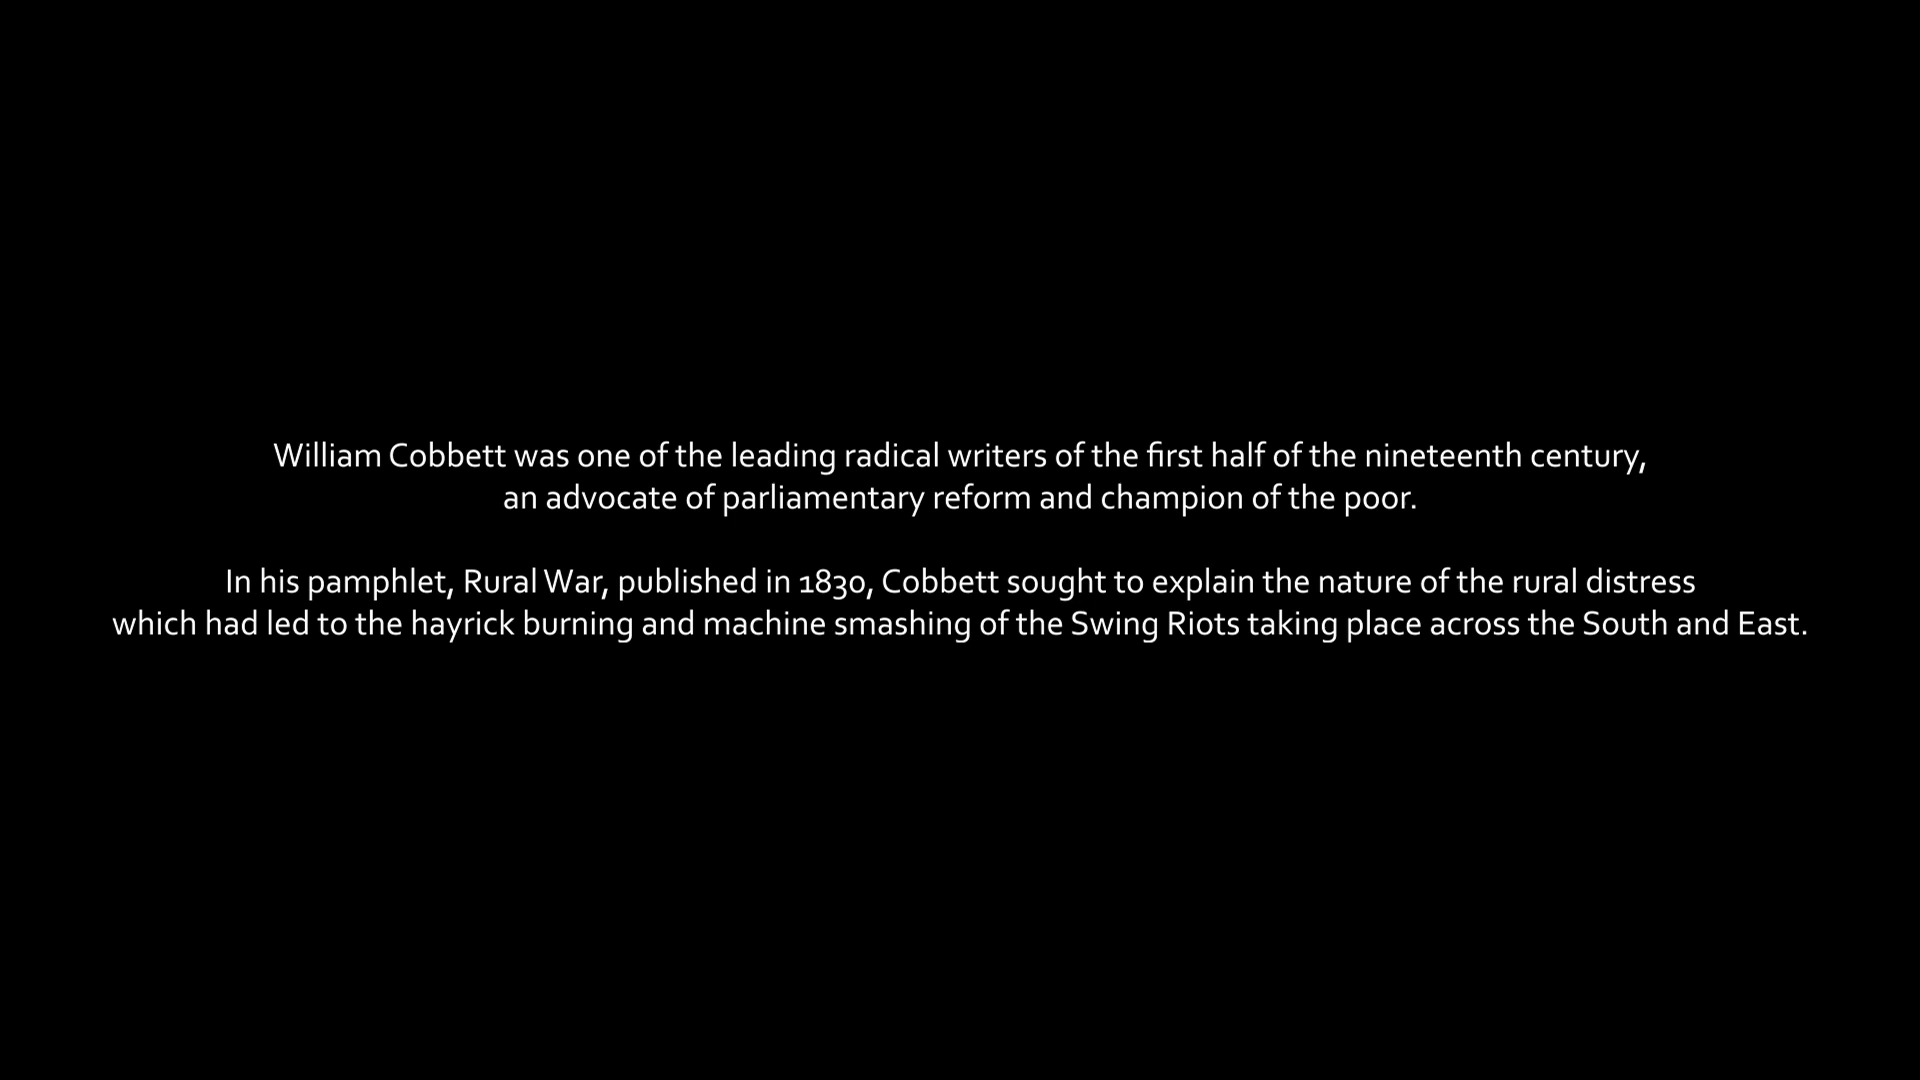 William Cobbett was one of the leading radical writers of the first half of the nineteenth century,
an advocate of parliamentary reform and champion of the poor.
In his pamphlet, Rural War, published in 1830, Cobbett sought to explain the nature of the rural distress
which had led to the hayrick burning and machine smashing of the Swing Riots taking place across the South and East.